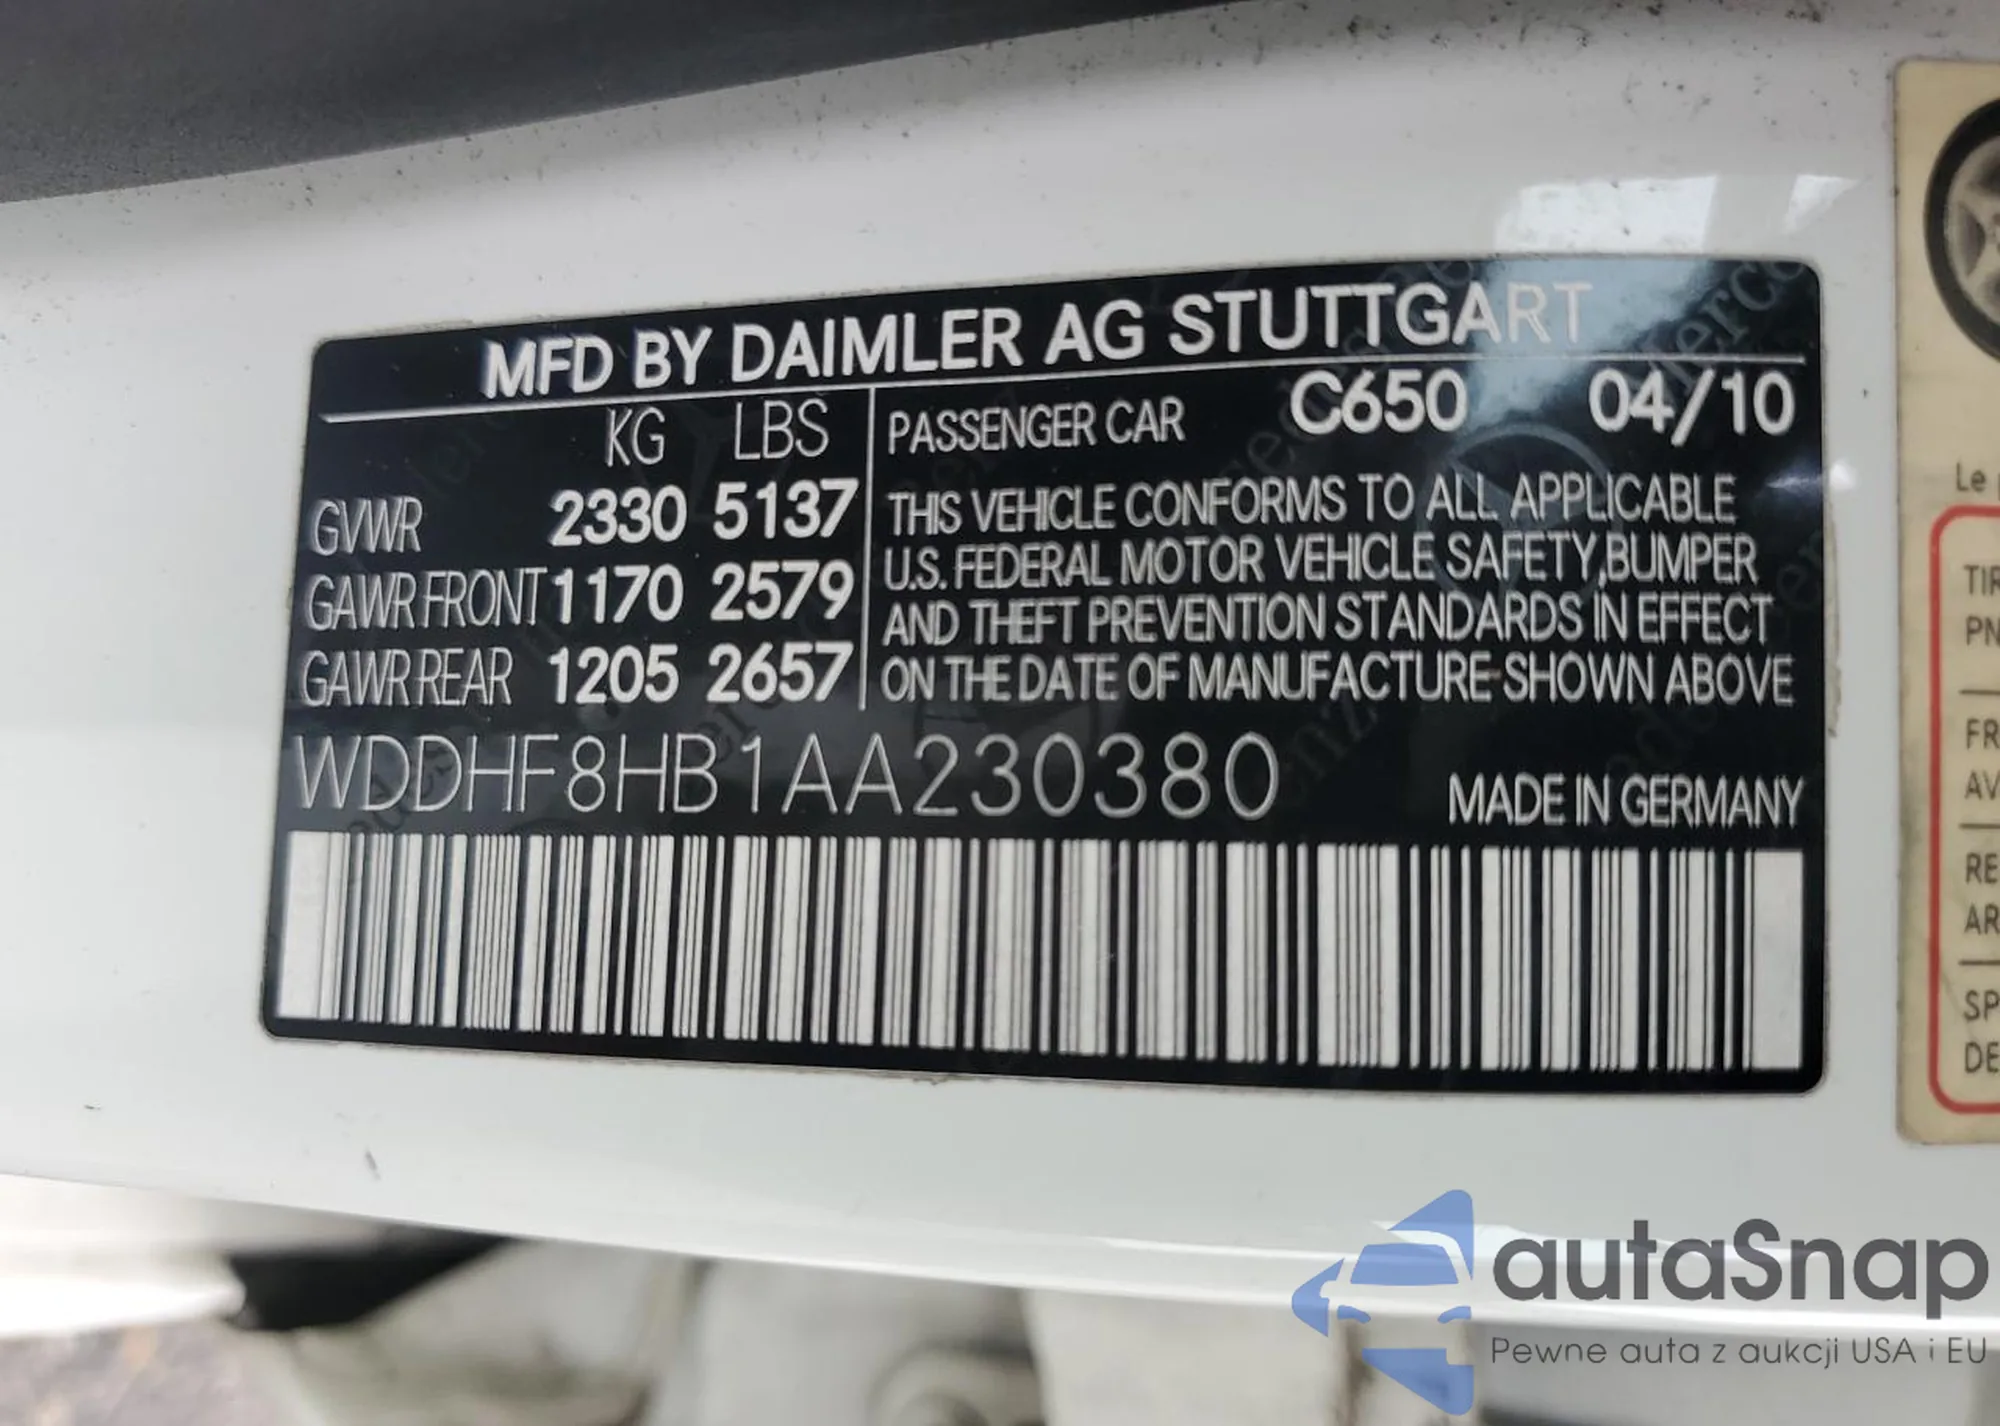 MFD BY DAIMLER AG STUTTGART
KG LBS
GVWR 2330 5137
GAWR FRONT 1170 2579
GAWR REAR 1205 2657
PASSENGER CAR C650 04/10
THIS VEHICLE CONFORMS TO ALL APPLICABLE
U.S. FEDERAL MOTOR VEHICLE SAFETY,BUMPER
AND THEFT PREVENTION STANDARDS IN EFFECT
ON THE DATE OF MANUFACTURE SHOWN ABOVE
WDDHF8HB1AA230380
MADE IN GERMANY
Le
autaSnap
Pewne auta z aukcji USA i EU